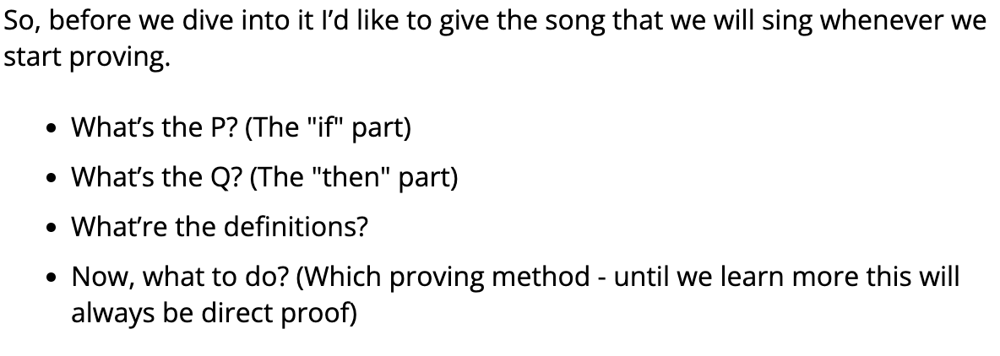 So, before we dive into it I’d like to give the song that we will sing whenever we
start proving.
• What’s the P? (The "if" part)
• What’s the Q? (The "then" part)
• What’re the definitions?
• Now, what to do? (Which proving method - until we learn more this will
always be direct proof)